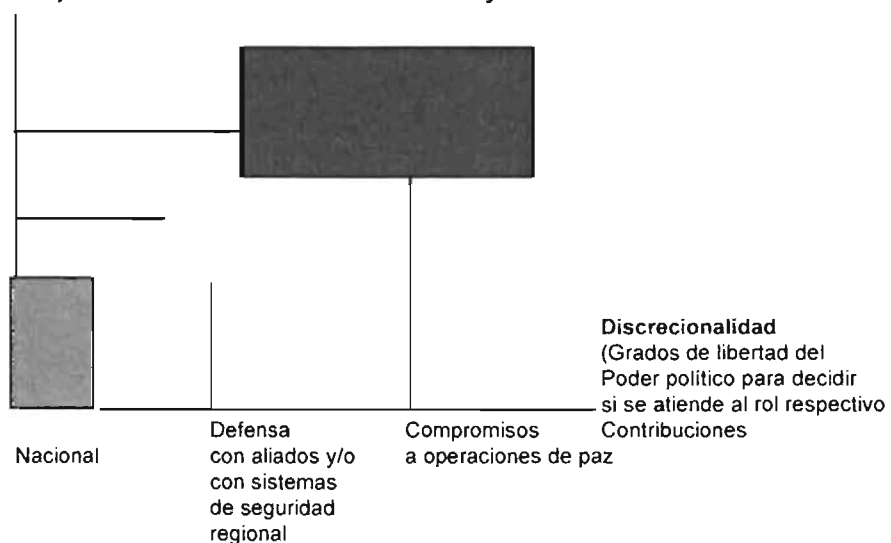 Discrecionalidad
(Grados de libertad del
Poder político para decidir
si se atiende al rol respectivo
Contribuciones
Nacional
Defensa
con aliados y/o
con sistemas
de seguridad
regional
Compromisos
a operaciones de paz